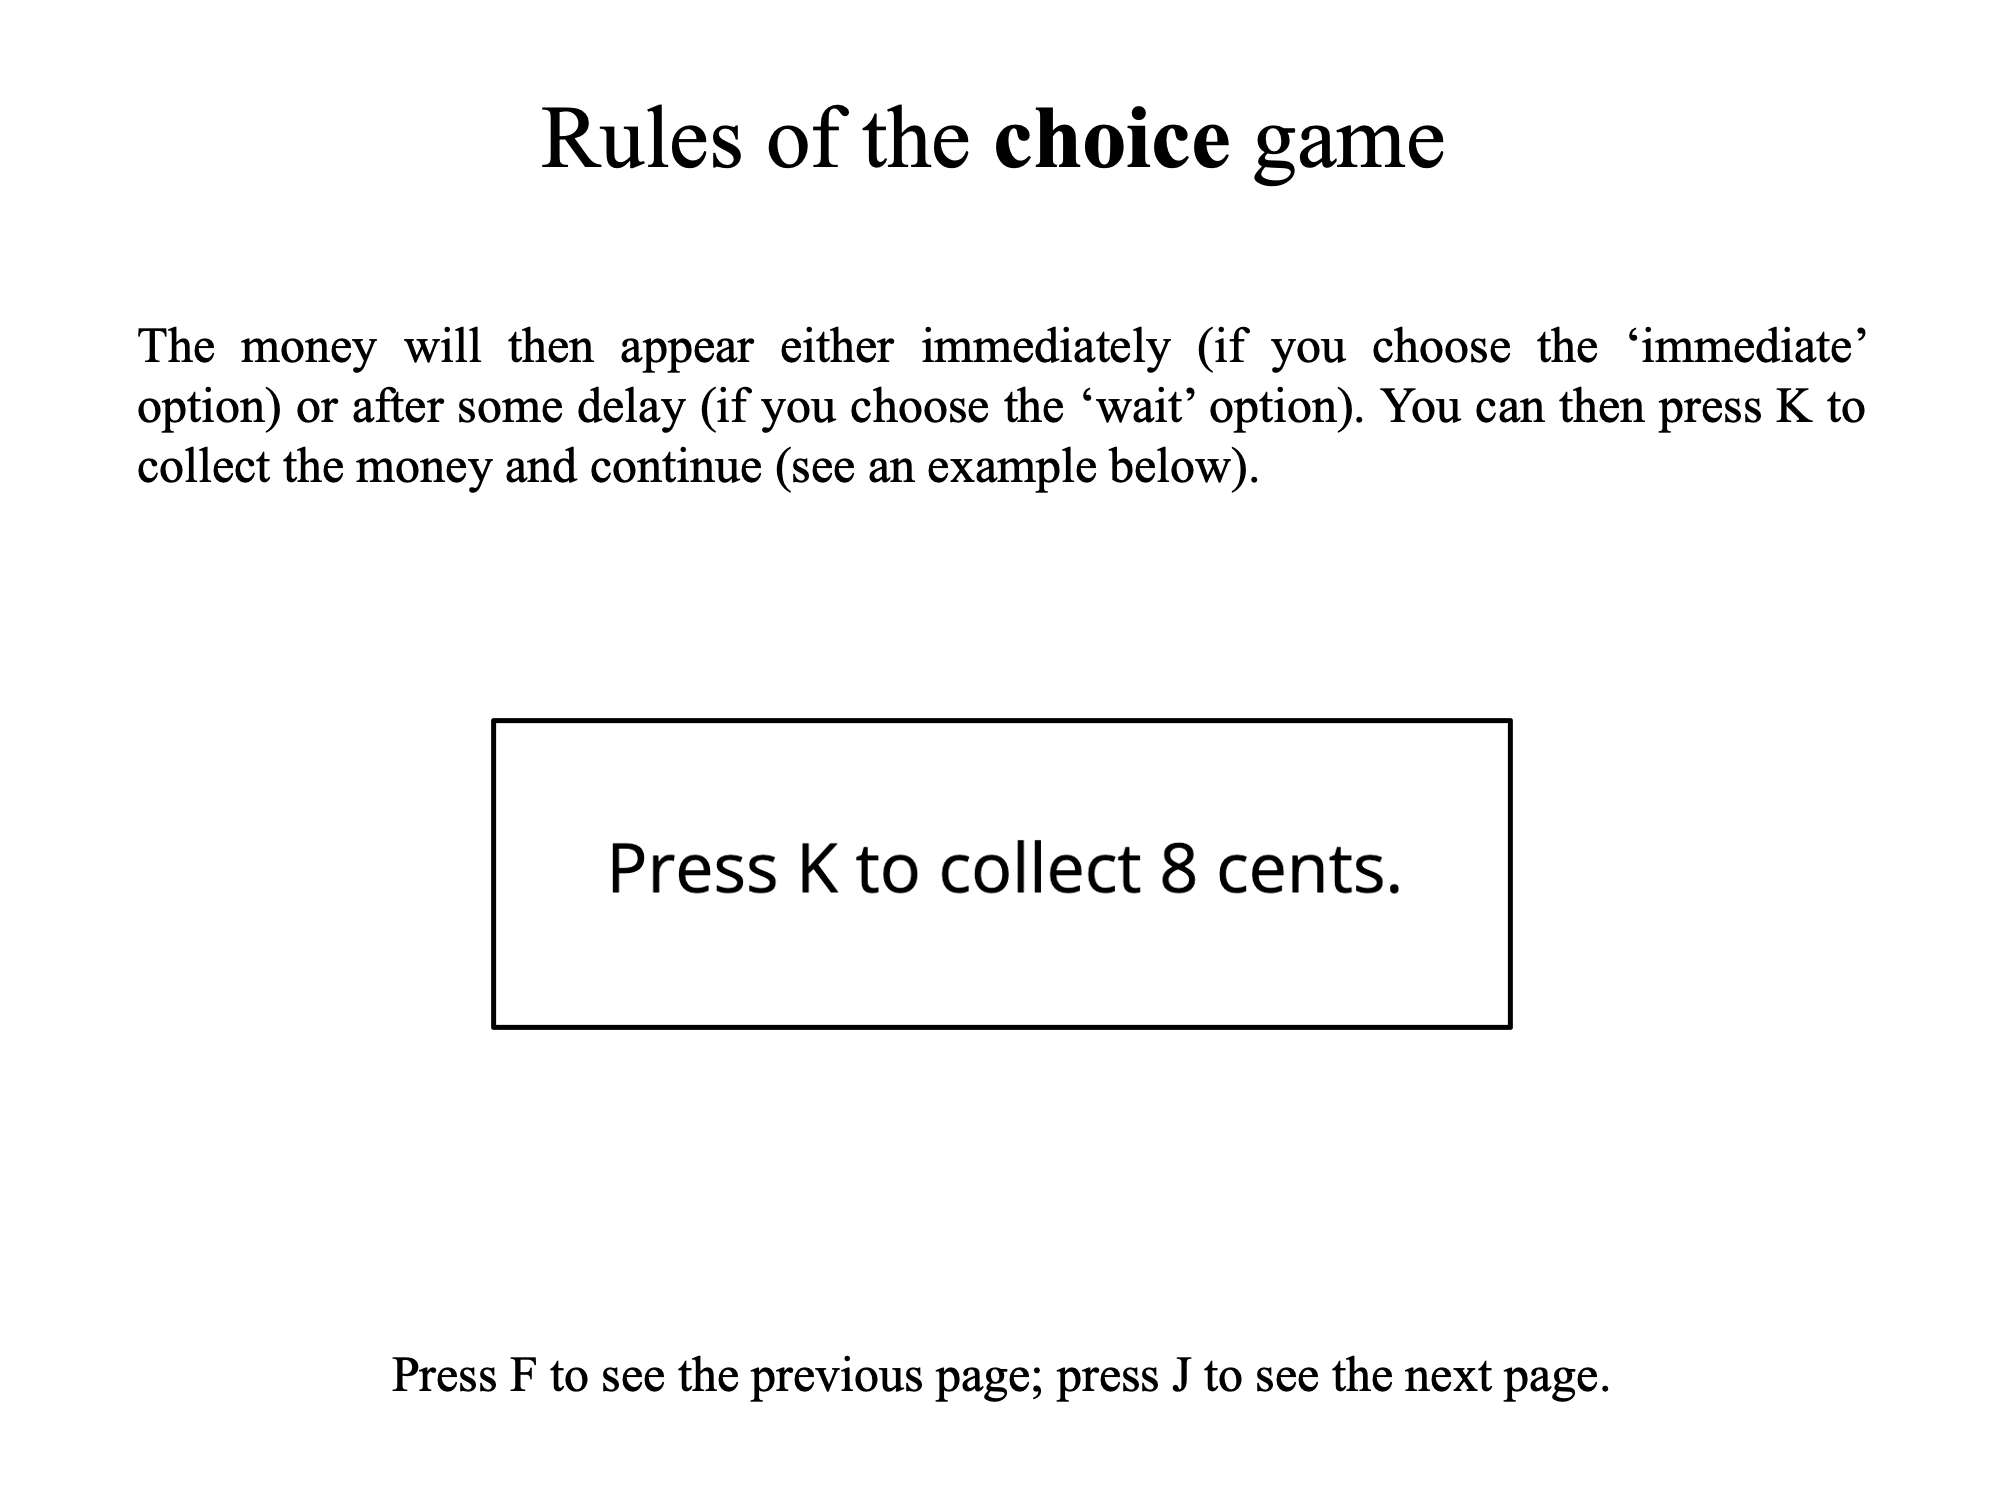 Rules of the choice game
The money will then appear either immediately (if you choose the ‘immediate’
option) or after some delay (if you choose the ‘wait’ option). You can then press K to
collect the money and continue (see an example below).
Press K to collect 8 cents.
Press F to see the previous page; press J to see the next page.